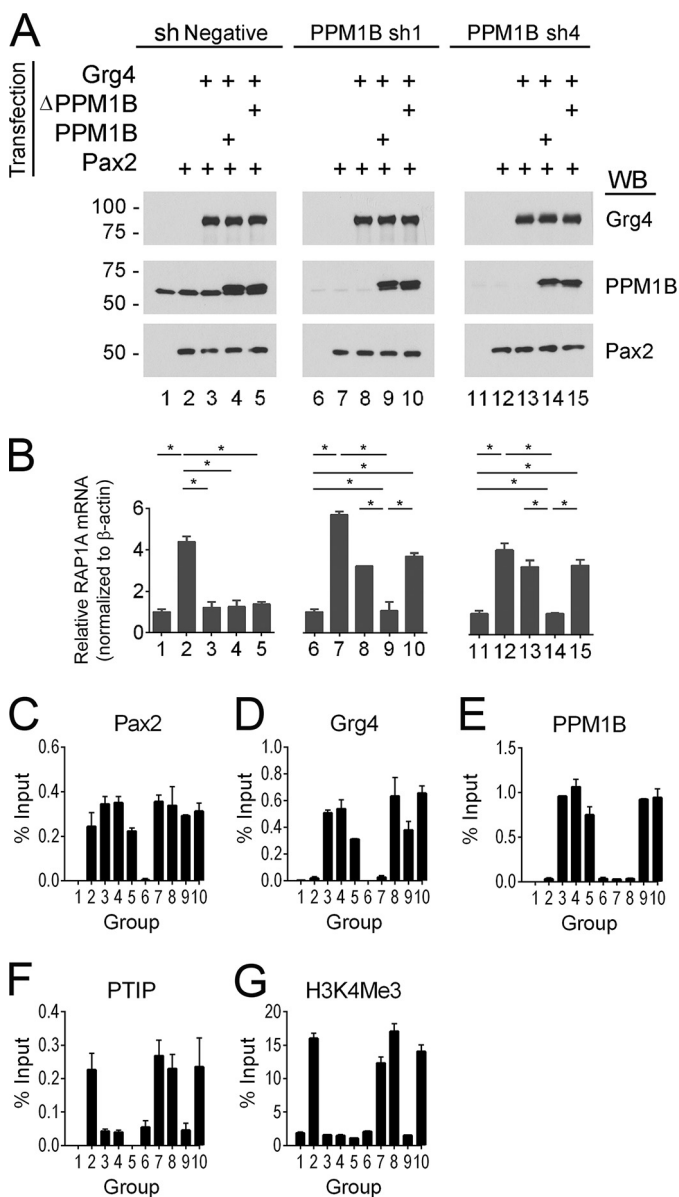 A
sh Negative PPM1B sh1 PPM1B sh4
Transfection
Grg4 + + + + + + + + +
ΔPPM1B + + +
PPM1B + + +
Pax2 + + + + + + + + + + + +
WB
100 -
75 -
Grg4
75 -
50 -
PPM1B
50 -
Pax2
1 2 3 4 5 6 7 8 9 10 11 12 13 14 15
B
* * * * * * * * * * * * * *
Relative RAP1A mRNA
(normalized to β-actin)
6
4
2
0
1 2 3 4 5 6 7 8 9 10 11 12 13 14 15
C
Pax2
% Input
0.6
0.4
0.2
0.0
1 2 3 4 5 6 7 8 9 10
Group
D
Grg4
% Input
1.0
0.8
0.6
0.4
0.2
0.0
1 2 3 4 5 6 7 8 9 10
Group
E
PPM1B
% Input
1.5
1.0
0.5
0.0
1 2 3 4 5 6 7 8 9 10
Group
F
PTIP
% Input
0.4
0.3
0.2
0.1
0.0
1 2 3 4 5 6 7 8 9 10
Group
G
H3K4Me3
% Input
20
15
10
5
0
1 2 3 4 5 6 7 8 9 10
Group